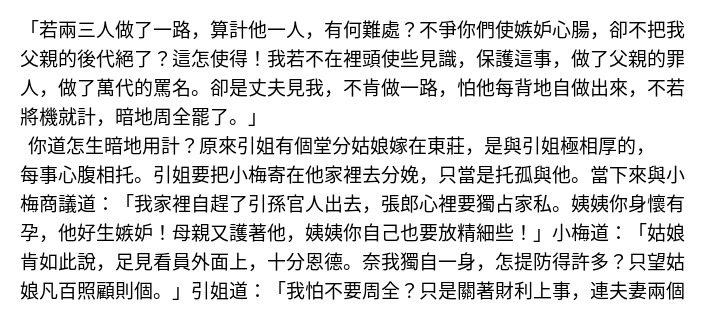 「若兩三人做了一路，算計他一人，有何難處？不爭你們使嫉妒心腸，卻不把我
父親的後代絕了？這怎使得！我若不在裡頭使些見識，保護這事，做了父親的罪
人，做了萬代的罵名。卻是丈夫見我，不肯做一路，怕他每背地自做出來，不若
將機就計，暗地周全罷了。」
你道怎生暗地用計？原來引姐有個堂分姑娘嫁在東莊，是與引姐極相厚的，
每事心腹相托。引姐要把小梅寄在他家裡去分娩，只當是托孤與他。當下來與小
梅商議道：「我家裡自趕了引孫官人出去，張郎心裡要獨占家私。姨姨你身懷有
孕，他好生嫉妒！母親又護著他，姨姨你自己也要放精細些！」小梅道：「姑娘
肯如此說，足見看員外面上，十分恩德。奈我獨自一身，怎提防得許多？只望姑
娘凡百照顧則個。」引姐道：「我怕不要周全？只是關著財利上事，連夫妻兩個